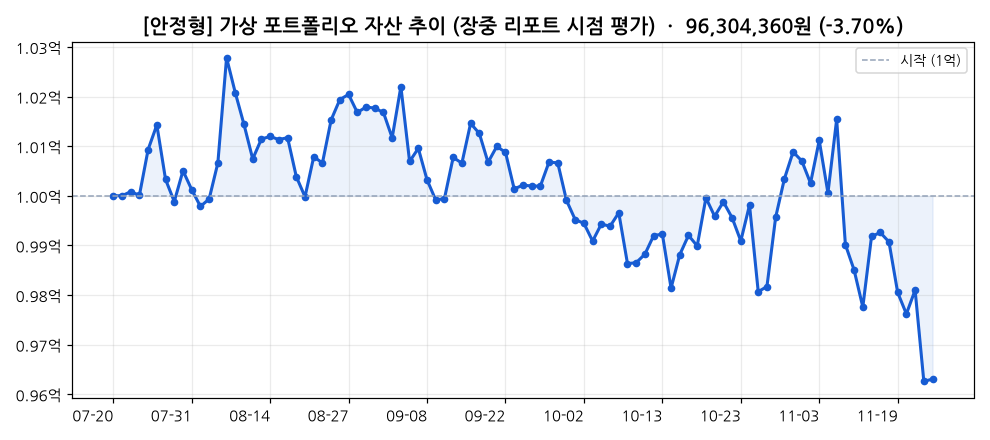 [안정형] 가상 포트폴리오 자산 추이 (장중 리포트 시점 평가) · 96,304,360원 (-3.70%)
시작 (1억)
1.03억
1.02억
1.01억
1.00억
0.99억
0.98억
0.97억
0.96억
07-20 07-31 08-14 08-27 09-08 09-22 10-02 10-13 10-23 11-03 11-19